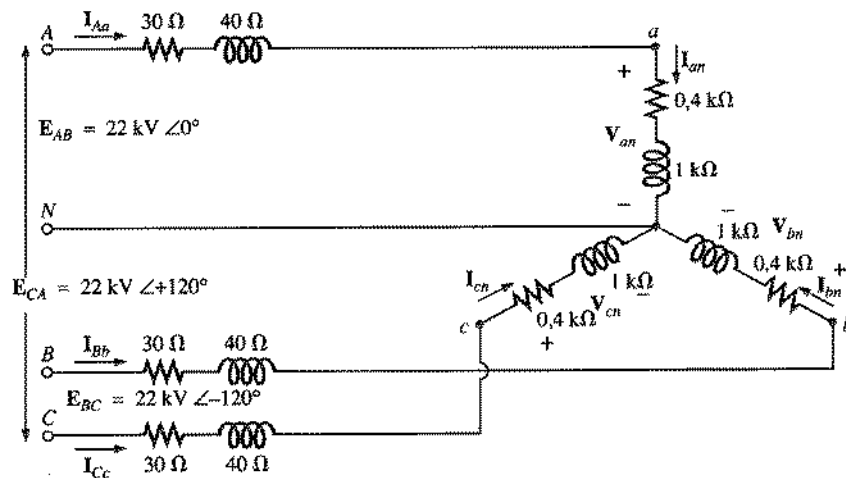 30 Ω 40 Ω
I_Aa
A
a
I_an
+
0,4 kΩ
E_AB = 22 kV ∠0°
V_an
1 kΩ
N
−
−
1 kΩ
V_bn
0,4 kΩ
+
I_bn
I_cn
1 kΩ
−
E_CA = 22 kV ∠+120°
V_cn
0,4 kΩ
c
+
30 Ω 40 Ω
I_Bb
B
E_BC = 22 kV ∠−120°
C
I_Cc
30 Ω 40 Ω